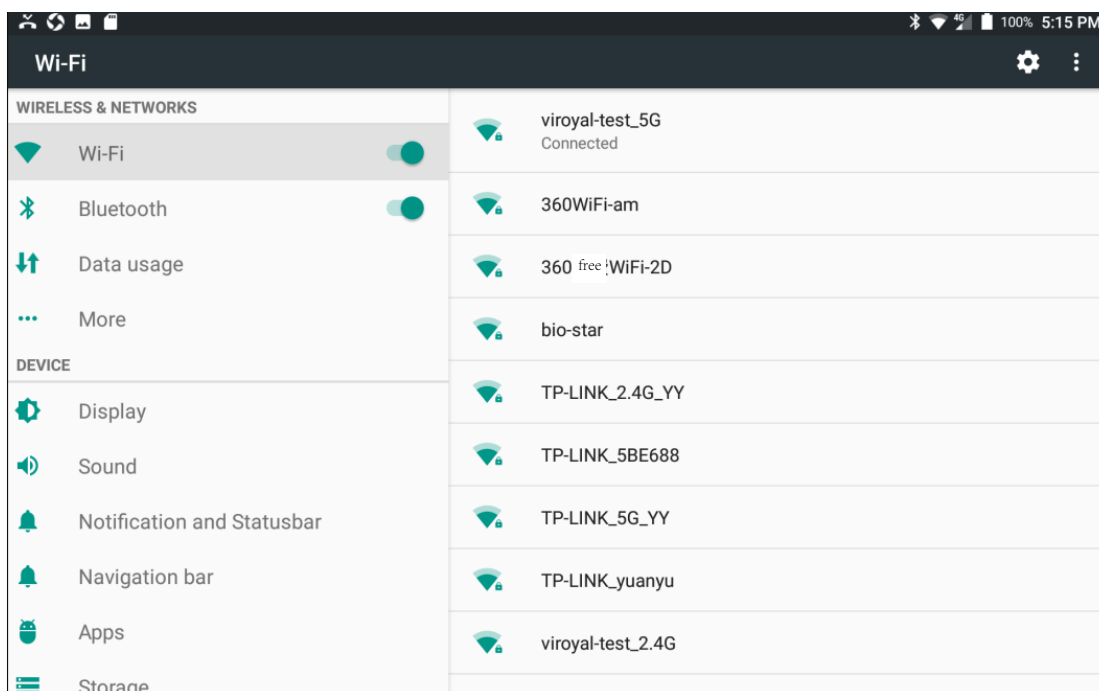 4G 100% 5:15 PM
Wi-Fi
WIRELESS & NETWORKS
Wi-Fi
Bluetooth
Data usage
More
DEVICE
Display
Sound
Notification and Statusbar
Navigation bar
Apps
Storage
viroyal-test_5G
Connected
360WiFi-am
360 free WiFi-2D
bio-star
TP-LINK_2.4G_YY
TP-LINK_5BE688
TP-LINK_5G_YY
TP-LINK_yuanyu
viroyal-test_2.4G